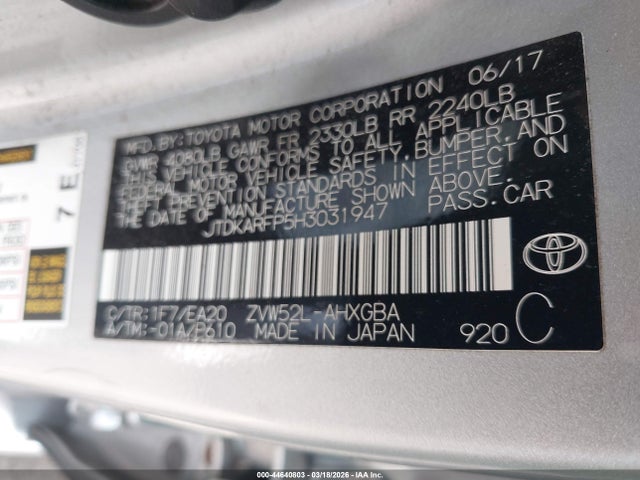 MFD.BY:TOYOTA MOTOR CORPORATION 06/17
GVWR 4080LB GAWR FR 2330LB RR 2240LB
THIS VEHICLE CONFORMS TO ALL APPLICABLE
FEDERAL MOTOR VEHICLE SAFETY, BUMPER, AND
THEFT PREVENTION STANDARDS IN EFFECT ON
THE DATE OF MANUFACTURE SHOWN ABOVE.
JTDKARFP5H3031947 PASS.CAR
C/TR:1F7/EA20 ZVW52L-AHXGBA
A/TM:-01A/P610 MADE IN JAPAN 920 C
7 E
000-44640803 - 03/18/2026 - IAA, Inc.